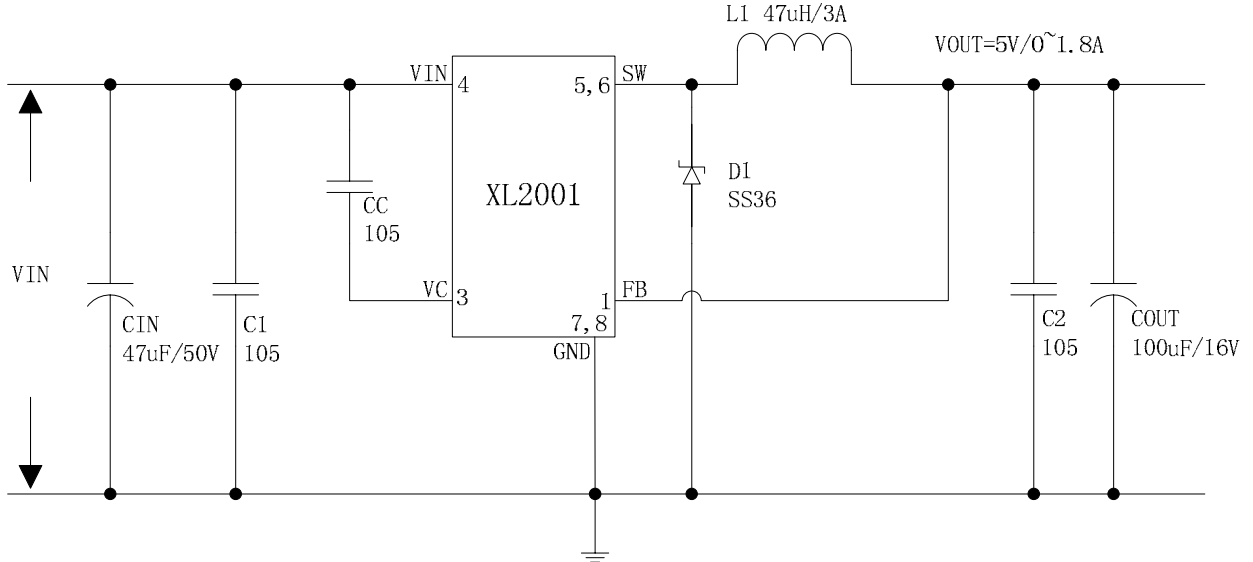 L1 47uH/3A
VOUT=5V/0~1.8A
VIN
4
5,6
SW
XL2001
D1
SS36
CC
105
VIN
VC
3
1
FB
7,8
GND
CIN
47uF/50V
C1
105
C2
105
COUT
100uF/16V